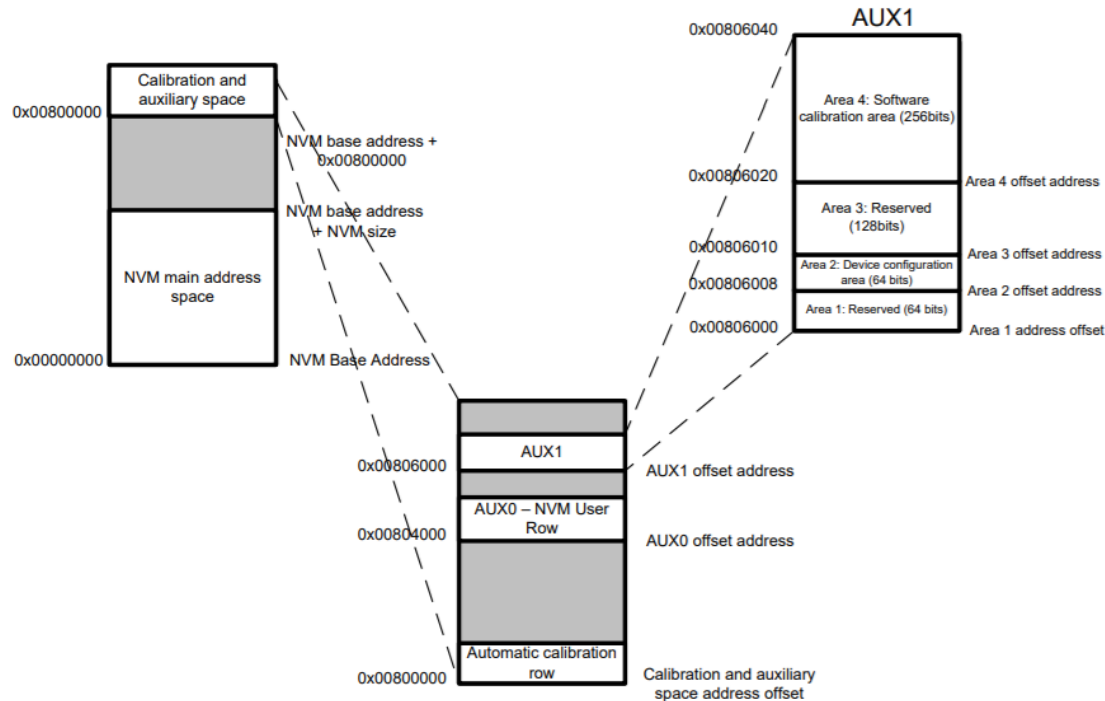 AUX1
0x00806040
Area 4: Software
calibration area (256bits)
0x00806020
Area 4 offset address
Area 3: Reserved
(128bits)
0x00806010
Area 3 offset address
Area 2: Device configuration
area (64 bits)
0x00806008
Area 2 offset address
Area 1: Reserved (64 bits)
0x00806000
Area 1 address offset
Calibration and
auxiliary space
0x00800000
NVM base address +
0x00800000
NVM base address
+ NVM size
NVM main address
space
0x00000000
NVM Base Address
AUX1
0x00806000
AUX1 offset address
AUX0 – NVM User
Row
0x00804000
AUX0 offset address
Automatic calibration
row
0x00800000
Calibration and auxiliary
space address offset